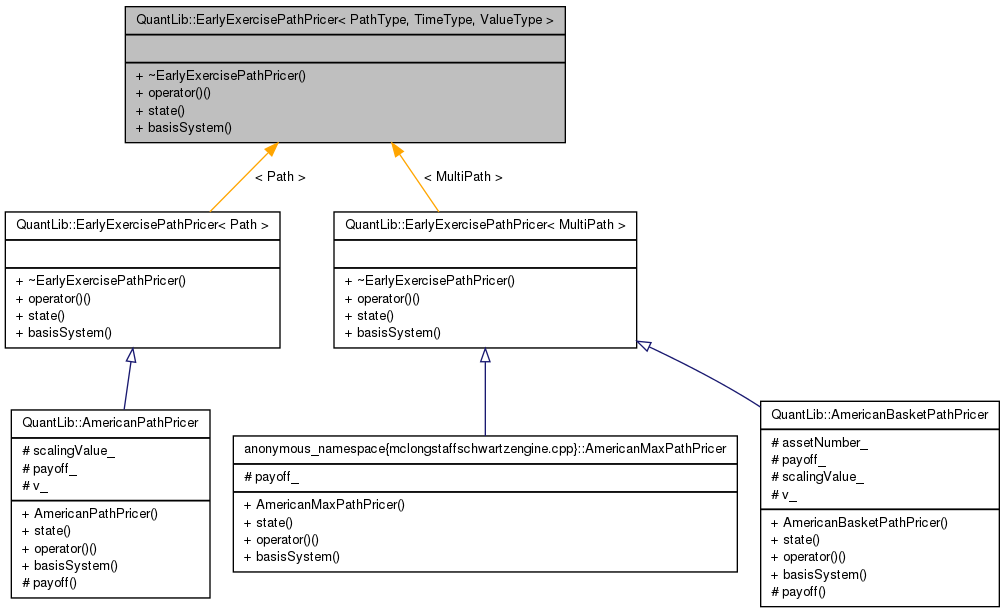 QuantLib::EarlyExercisePathPricer< PathType, TimeType, ValueType >
+ ~EarlyExercisePathPricer()
+ operator()()
+ state()
+ basisSystem()
< Path >
< MultiPath >
QuantLib::EarlyExercisePathPricer< Path >
+ ~EarlyExercisePathPricer()
+ operator()()
+ state()
+ basisSystem()
QuantLib::EarlyExercisePathPricer< MultiPath >
+ ~EarlyExercisePathPricer()
+ operator()()
+ state()
+ basisSystem()
QuantLib::AmericanPathPricer
# scalingValue_
# payoff_
# v_
+ AmericanPathPricer()
+ state()
+ operator()()
+ basisSystem()
# payoff()
anonymous_namespace{mclongstaffschwartzengine.cpp}::AmericanMaxPathPricer
# payoff_
+ AmericanMaxPathPricer()
+ state()
+ operator()()
+ basisSystem()
QuantLib::AmericanBasketPathPricer
# assetNumber_
# payoff_
# scalingValue_
# v_
+ AmericanBasketPathPricer()
+ state()
+ operator()()
+ basisSystem()
# payoff()